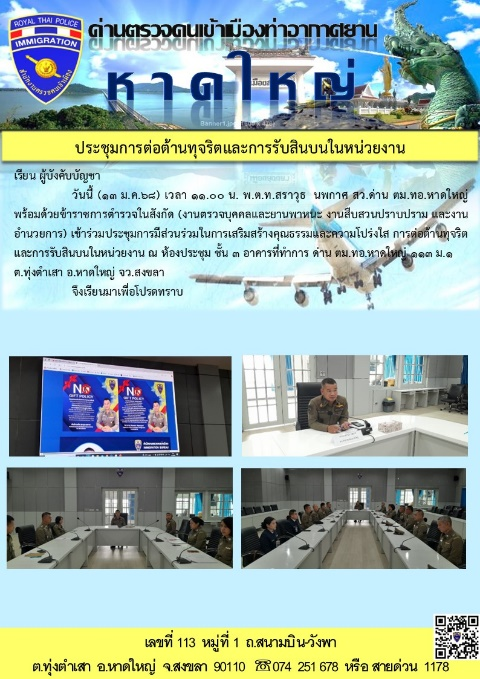 ROYAL THAI POLICE
IMMIGRATION
สำนักงานตรวจคนเข้าเมือง
ด่านตรวจคนเข้าเมืองท่าอากาศยาน
หาดใหญ่
ประชุมการต่อต้านทุจริตและการรับสินบนในหน่วยงาน
เรียน ผู้บังคับบัญชา
วันนี้ (๑๓ ม.ค.๖๘) เวลา ๑๑.๐๐ น. พ.ต.ท.สราวุธ นพกาศ สว.ด่าน ตม.ทอ.หาดใหญ่
พร้อมด้วยข้าราชการตำรวจในสังกัด (งานตรวจบุคคลและยานพาหนะ งานสืบสวนปราบปราม และงาน
อำนวยการ) เข้าร่วมประชุมการมีส่วนร่วมในการเสริมสร้างคุณธรรมและความโปร่งใส การต่อต้านทุจริต
และการรับสินบนในหน่วยงาน ณ ห้องประชุม ชั้น ๓ อาคารที่ทำการ ด่าน ตม.ทอ.หาดใหญ่ ๑๑๓ ม.๑
ต.ทุ่งตำเสา อ.หาดใหญ่ จว.สงขลา
จึงเรียนมาเพื่อโปรดทราบ
NO NO
GIFT POLICY GIFT POLICY
เลขที่ 113 หมู่ที่ 1 ถ.สนามบิน-วังพา
ต.ทุ่งตำเสา อ.หาดใหญ่ จ.สงขลา 90110 ☏074 251 678 หรือ สายด่วน 1178